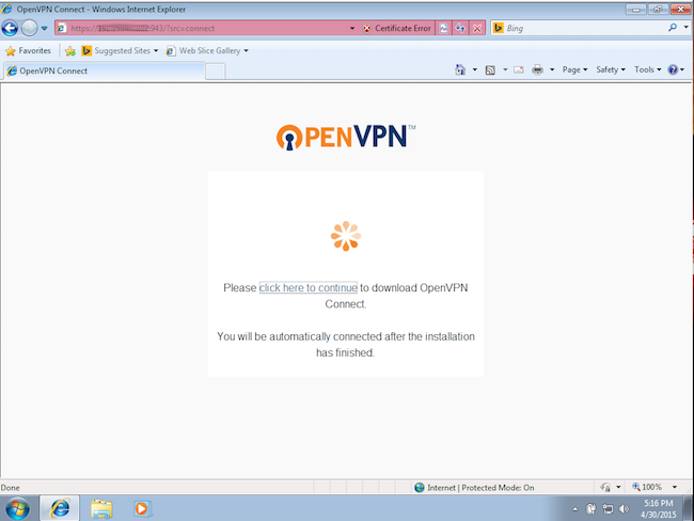 OpenVPN Connect - Windows Internet Explorer
https:// :943/?src=connect
Certificate Error
Bing
Favorites
Suggested Sites
Web Slice Gallery
OpenVPN Connect
Page
Safety
Tools
OPENVPN™
Please click here to continue to download OpenVPN
Connect.
You will be automatically connected after the installation
has finished.
Done
Internet | Protected Mode: On
100%
5:16 PM
4/30/2015